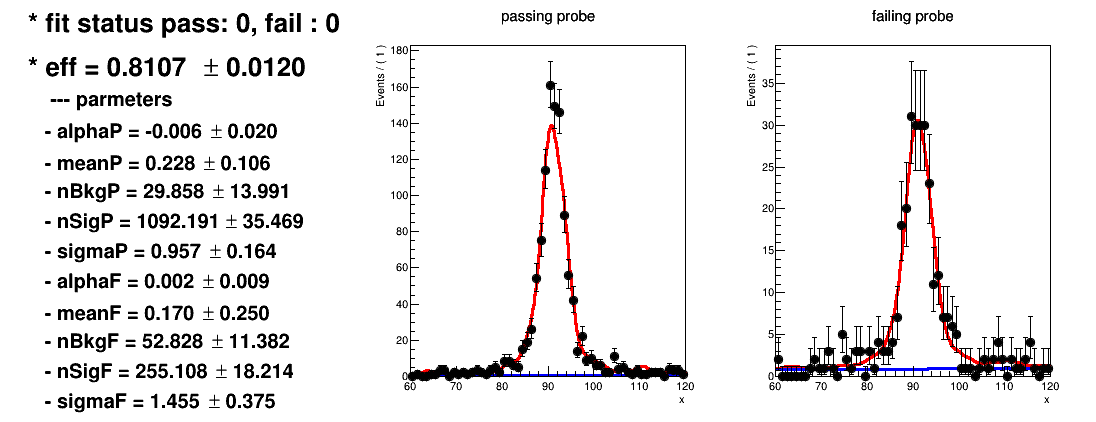 * fit status pass: 0, fail : 0
* eff = 0.8107 ± 0.0120
--- parmeters
- alphaP = -0.006 ± 0.020
- meanP = 0.228 ± 0.106
- nBkgP = 29.858 ± 13.991
- nSigP = 1092.191 ± 35.469
- sigmaP = 0.957 ± 0.164
- alphaF = 0.002 ± 0.009
- meanF = 0.170 ± 0.250
- nBkgF = 52.828 ± 11.382
- nSigF = 255.108 ± 18.214
- sigmaF = 1.455 ± 0.375
passing probe
Events / ( 1 )
180
160
140
120
100
80
60
40
20
0
60 70 80 90 100 110 120
x
failing probe
Events / ( 1 )
35
30
25
20
15
10
5
0
60 70 80 90 100 110 120
x